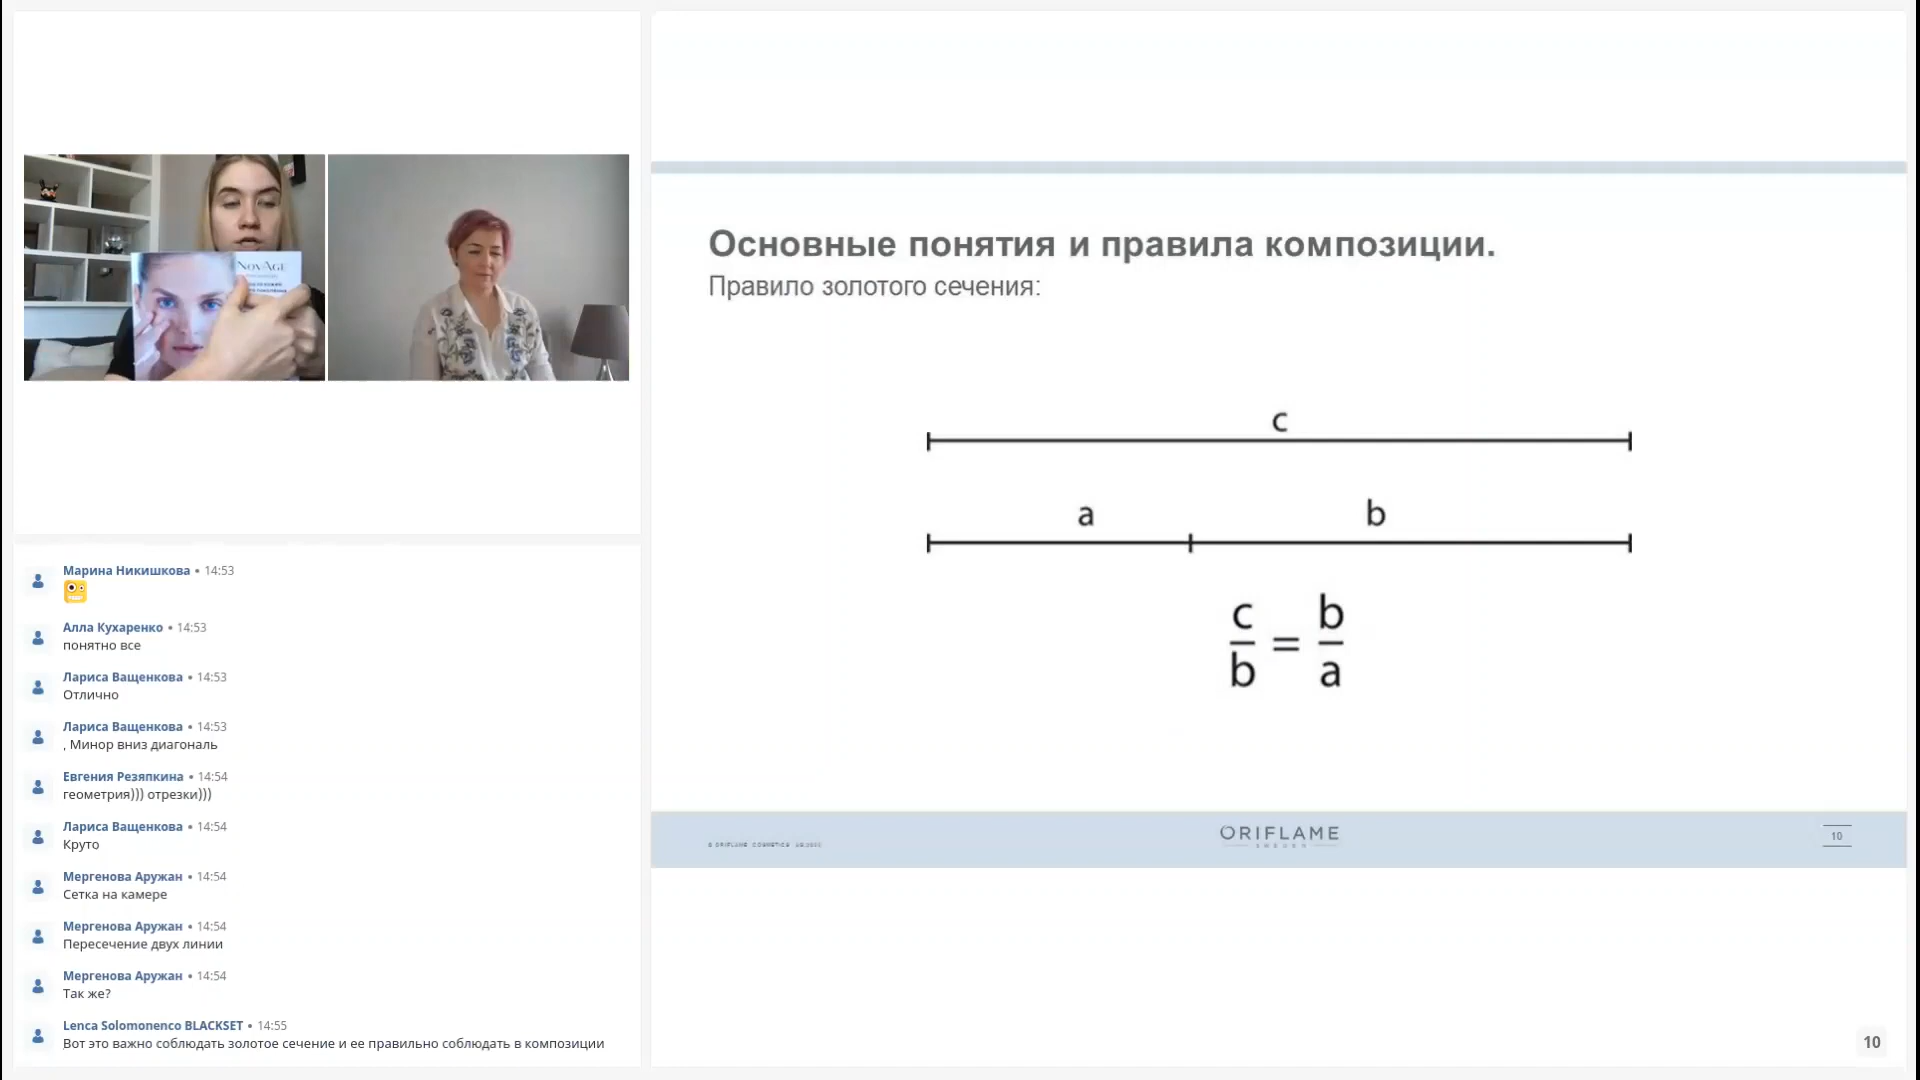 NOVAGE
Марина Никишкова • 14:53
Алла Кухаренко • 14:53
понятно все
Лариса Ващенкова • 14:53
Отлично
Лариса Ващенкова • 14:53
, Минор вниз диагональ
Евгения Резяпкина • 14:54
геометрия))) отрезки)))
Лариса Ващенкова • 14:54
Круто
Мергенова Аружан • 14:54
Сетка на камере
Мергенова Аружан • 14:54
Пересечение двух линии
Мергенова Аружан • 14:54
Так же?
Lenca Solomonenco BLACKSET • 14:55
Вот это важно соблюдать золотое сечение и ее правильно соблюдать в композиции
Основные понятия и правила композиции.
Правило золотого сечения:
c
a b
c/b = b/a
ORIFLAME
SWEDEN
10
10